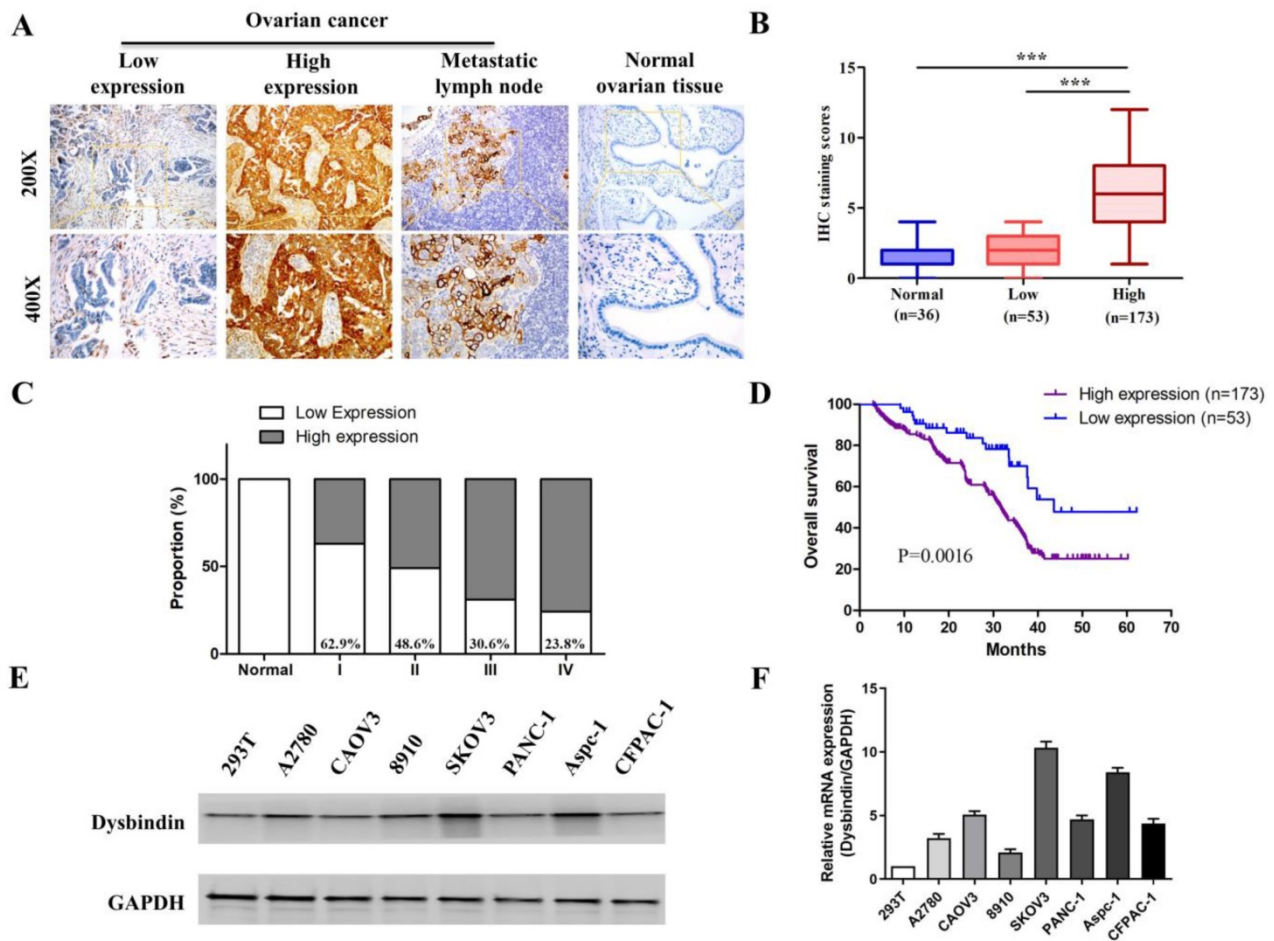 A
Ovarian cancer
Low
expression
High
expression
Metastatic
lymph node
Normal
ovarian tissue
200X
400X
B
***
***
15
10
5
0
IHC staining scores
Normal
(n=36)
Low
(n=53)
High
(n=173)
C
Low Expression
High expression
100
50
0
Proportion (%)
62.9%
48.6%
30.6%
23.8%
Normal
I
II
III
IV
D
High expression (n=173)
Low expression (n=53)
100
80
60
40
20
0
Overall survival
P=0.0016
0 10 20 30 40 50 60 70
Months
E
293T
A2780
CAOV3
8910
SKOV3
PANC-1
Aspc-1
CFPAC-1
Dysbindin
GAPDH
F
15
10
5
0
Relative mRNA expression
(Dysbindin/GAPDH)
293T
A2780
CAOV3
8910
SKOV3
PANC-1
Aspc-1
CFPAC-1